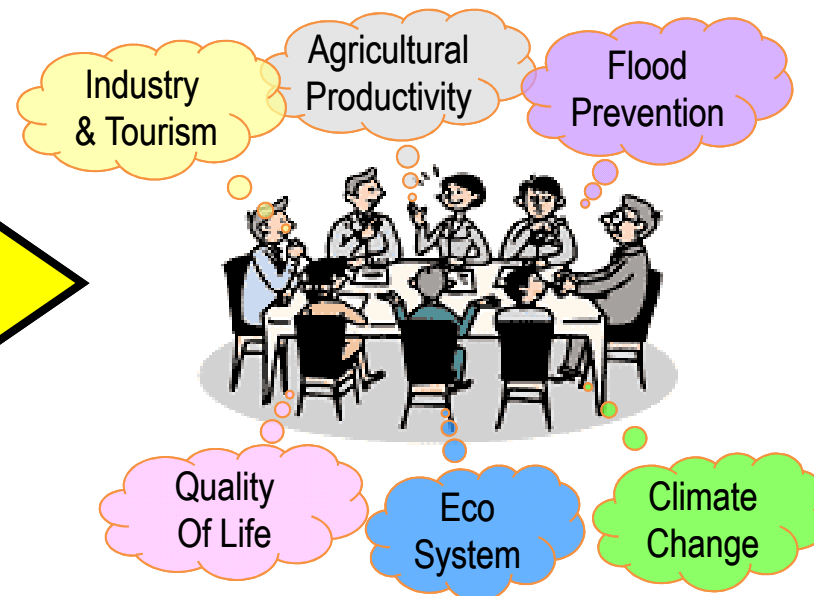 Industry
& Tourism
Agricultural
Productivity
Flood
Prevention
Quality
Of Life
Eco
System
Climate
Change